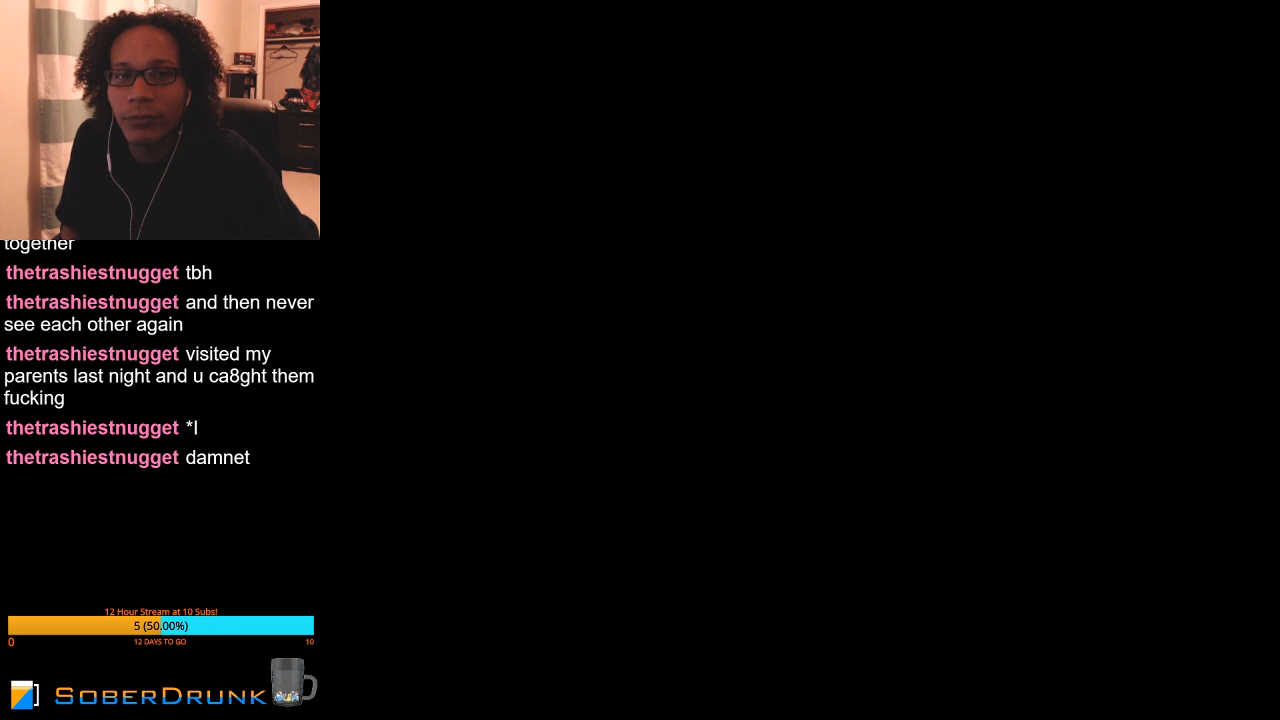 together
thetrashiestnugget tbh
thetrashiestnugget and then never
see each other again
thetrashiestnugget visited my
parents last night and u ca8ght them
fucking
thetrashiestnugget *I
thetrashiestnugget damnet
12 Hour Stream at 10 Subs!
5 (50.00%)
0 12 DAYS TO GO 10
SOBERDRUNK